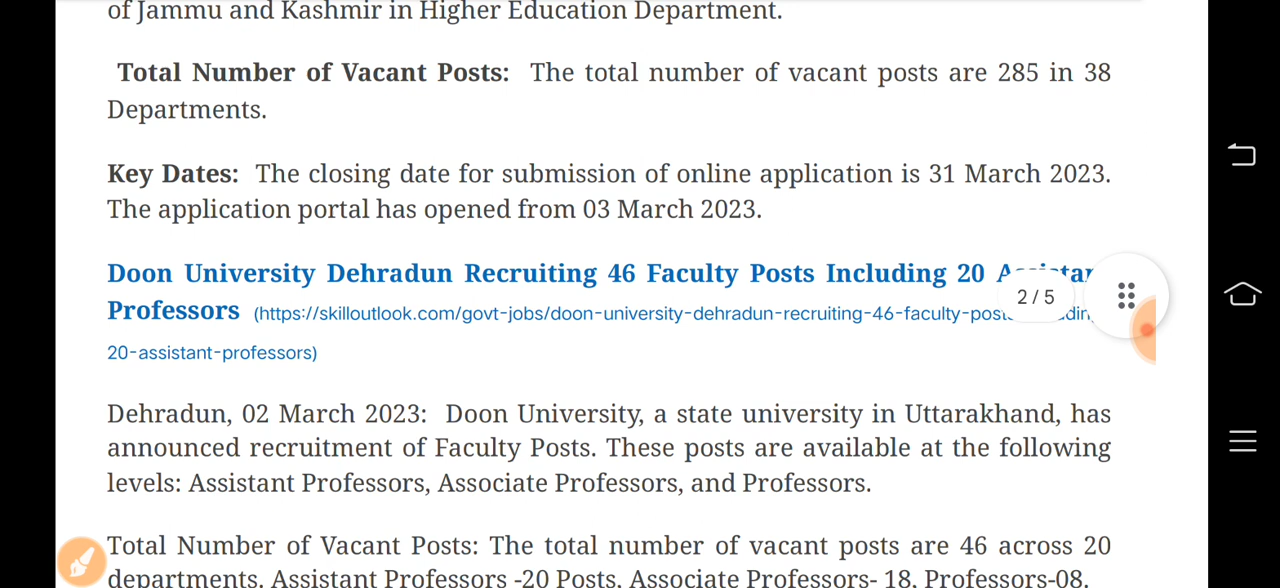 of Jammu and Kashmir in Higher Education Department.
Total Number of Vacant Posts: The total number of vacant posts are 285 in 38
Departments.
Key Dates: The closing date for submission of online application is 31 March 2023.
The application portal has opened from 03 March 2023.
Doon University Dehradun Recruiting 46 Faculty Posts Including 20
Professors (https://skilloutlook.com/govt-jobs/doon-university-dehradun-recruiting-46-faculty-
20-assistant-professors)
2 / 5
Dehradun, 02 March 2023: Doon University, a state university in Uttarakhand, has
announced recruitment of Faculty Posts. These posts are available at the following
levels: Assistant Professors, Associate Professors, and Professors.
Total Number of Vacant Posts: The total number of vacant posts are 46 across 20
departments. Assistant Professors -20 Posts, Associate Professors- 18, Professors-08.